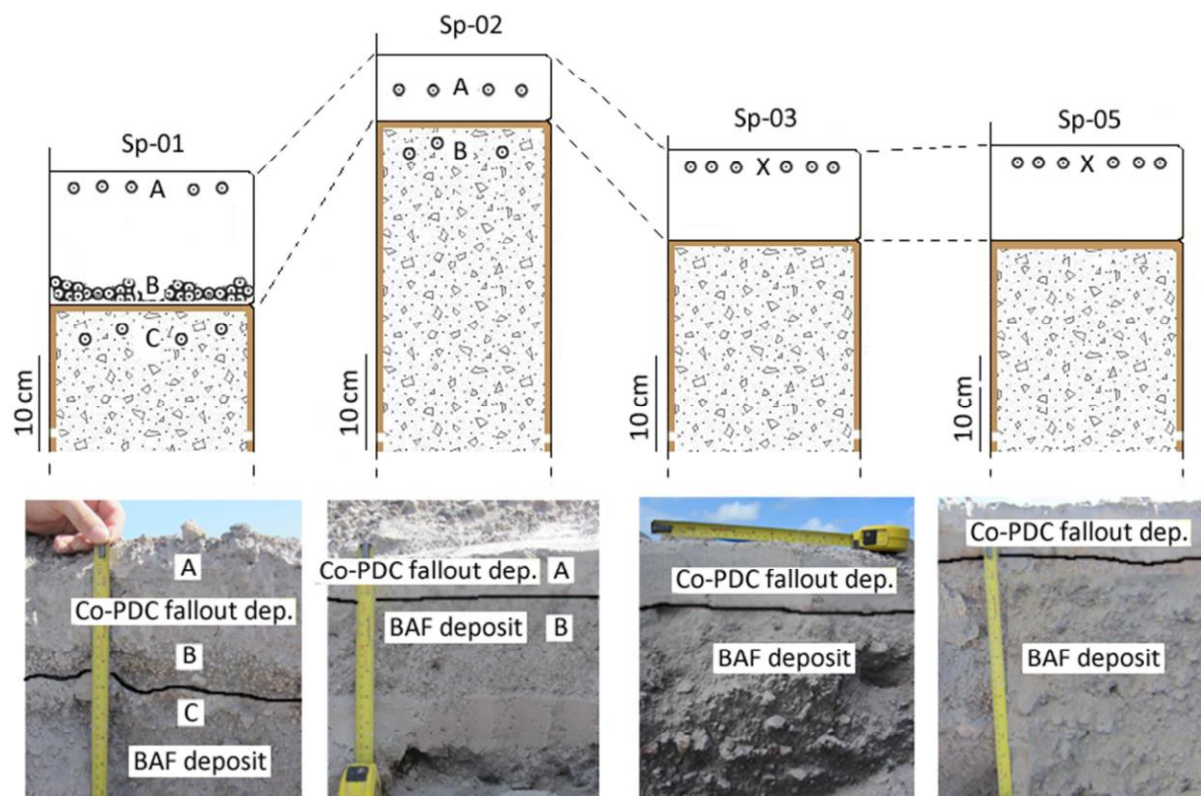 Sp-01
Sp-02
Sp-03
Sp-05
A
B
C
10 cm
A
B
10 cm
X
10 cm
X
10 cm
A
Co-PDC fallout dep.
B
C
BAF deposit
Co-PDC fallout dep. A
BAF deposit B
Co-PDC fallout dep.
BAF deposit
Co-PDC fallout dep.
BAF deposit